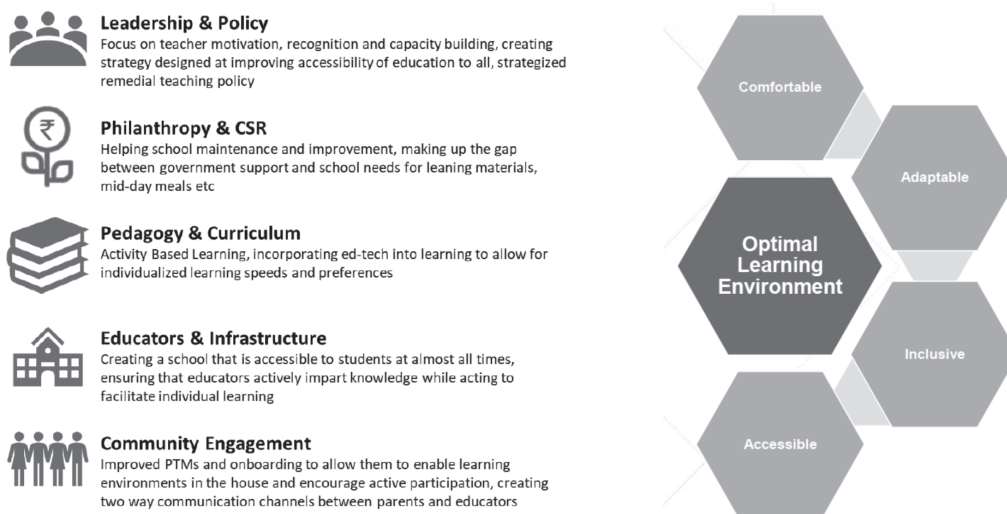 Leadership & Policy
Focus on teacher motivation, recognition and capacity building, creating
strategy designed at improving accessibility of education to all, strategized
remedial teaching policy
₹
Philanthropy & CSR
Helping school maintenance and improvement, making up the gap
between government support and school needs for leaning materials,
mid-day meals etc
Pedagogy & Curriculum
Activity Based Learning, incorporating ed-tech into learning to allow for
individualized learning speeds and preferences
Educators & Infrastructure
Creating a school that is accessible to students at almost all times,
ensuring that educators actively impart knowledge while acting to
facilitate individual learning
Community Engagement
Improved PTMs and onboarding to allow them to enable learning
environments in the house and encourage active participation, creating
two way communication channels between parents and educators
Comfortable
Adaptable
Optimal
Learning
Environment
Inclusive
Accessible